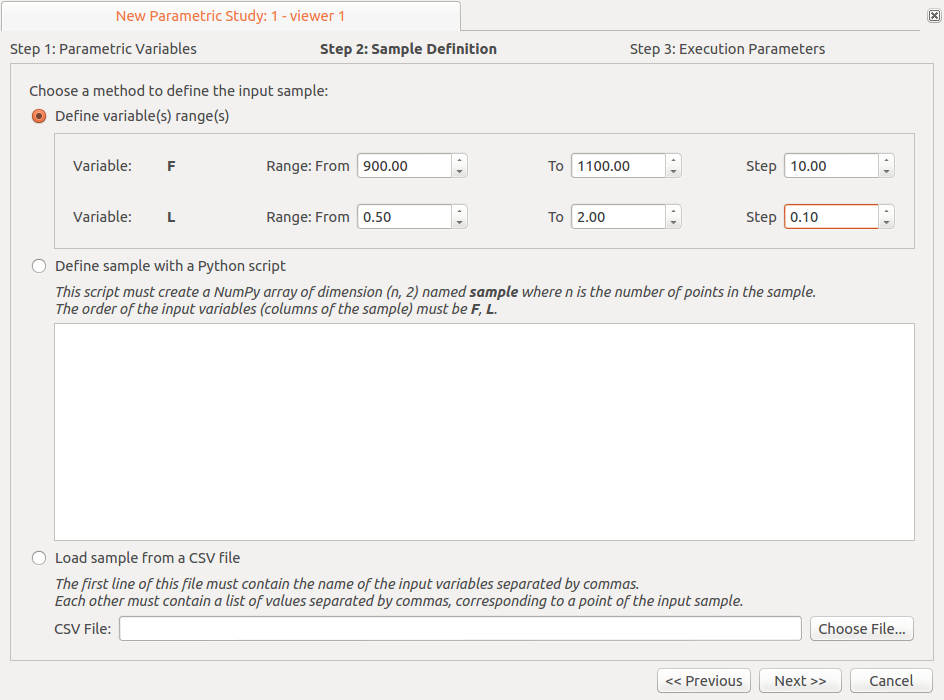 New Parametric Study: 1 - viewer 1
Step 1: Parametric Variables Step 2: Sample Definition Step 3: Execution Parameters
Choose a method to define the input sample:
Define variable(s) range(s)
Variable: F Range: From 900.00 To 1100.00 Step 10.00
Variable: L Range: From 0.50 To 2.00 Step 0.10
Define sample with a Python script
This script must create a NumPy array of dimension (n, 2) named sample where n is the number of points in the sample.
The order of the input variables (columns of the sample) must be F, L.
Load sample from a CSV file
The first line of this file must contain the name of the input variables separated by commas.
Each other must contain a list of values separated by commas, corresponding to a point of the input sample.
CSV File: Choose File...
<< Previous Next >> Cancel